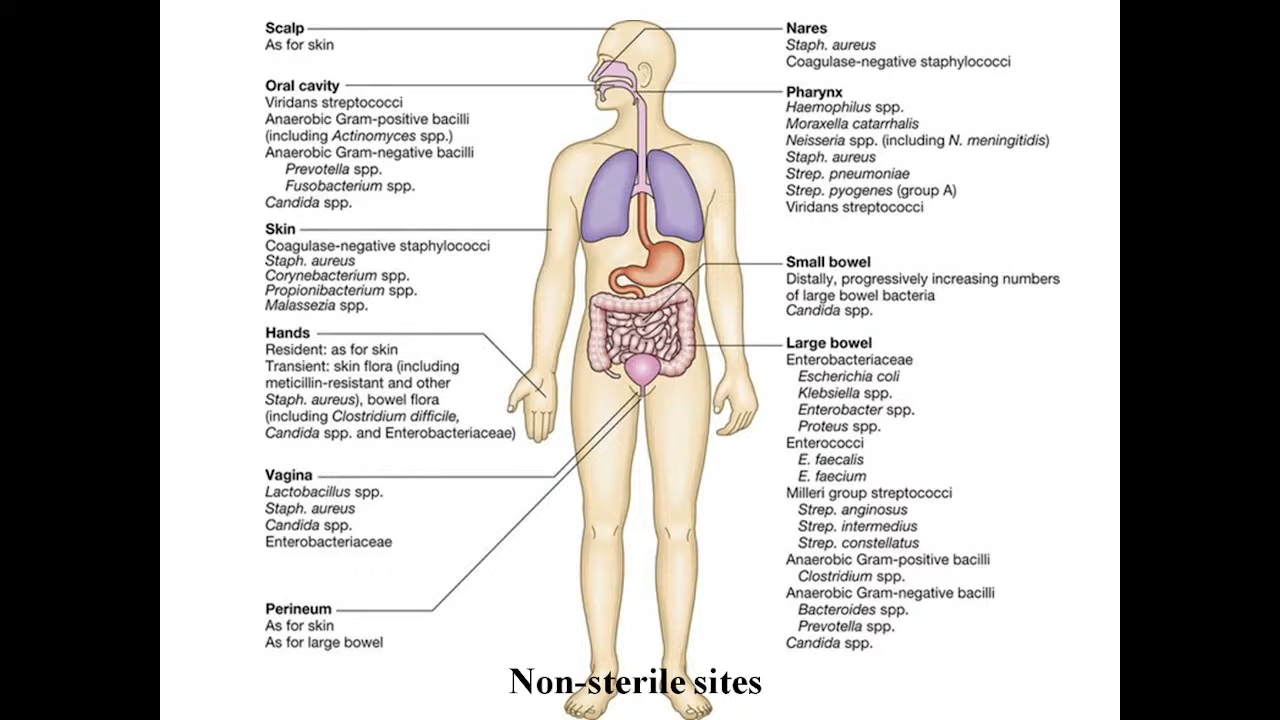 Scalp
As for skin
Oral cavity
Viridans streptococci
Anaerobic Gram-positive bacilli
(including Actinomyces spp.)
Anaerobic Gram-negative bacilli
Prevotella spp.
Fusobacterium spp.
Candida spp.
Skin
Coagulase-negative staphylococci
Staph. aureus
Corynebacterium spp.
Propionibacterium spp.
Malassezia spp.
Hands
Resident: as for skin
Transient: skin flora (including
meticillin-resistant and other
Staph. aureus), bowel flora
(including Clostridium difficile,
Candida spp. and Enterobacteriaceae)
Vagina
Lactobacillus spp.
Staph. aureus
Candida spp.
Enterobacteriaceae
Perineum
As for skin
As for large bowel
Nares
Staph. aureus
Coagulase-negative staphylococci
Pharynx
Haemophilus spp.
Moraxella catarrhalis
Neisseria spp. (including N. meningitidis)
Staph. aureus
Strep. pneumoniae
Strep. pyogenes (group A)
Viridans streptococci
Small bowel
Distally, progressively increasing numbers
of large bowel bacteria
Candida spp.
Large bowel
Enterobacteriaceae
Escherichia coli
Klebsiella spp.
Enterobacter spp.
Proteus spp.
Enterococci
E. faecalis
E. faecium
Milleri group streptococci
Strep. anginosus
Strep. intermedius
Strep. constellatus
Anaerobic Gram-positive bacilli
Clostridium spp.
Anaerobic Gram-negative bacilli
Bacteroides spp.
Prevotella spp.
Candida spp.
Non-sterile sites